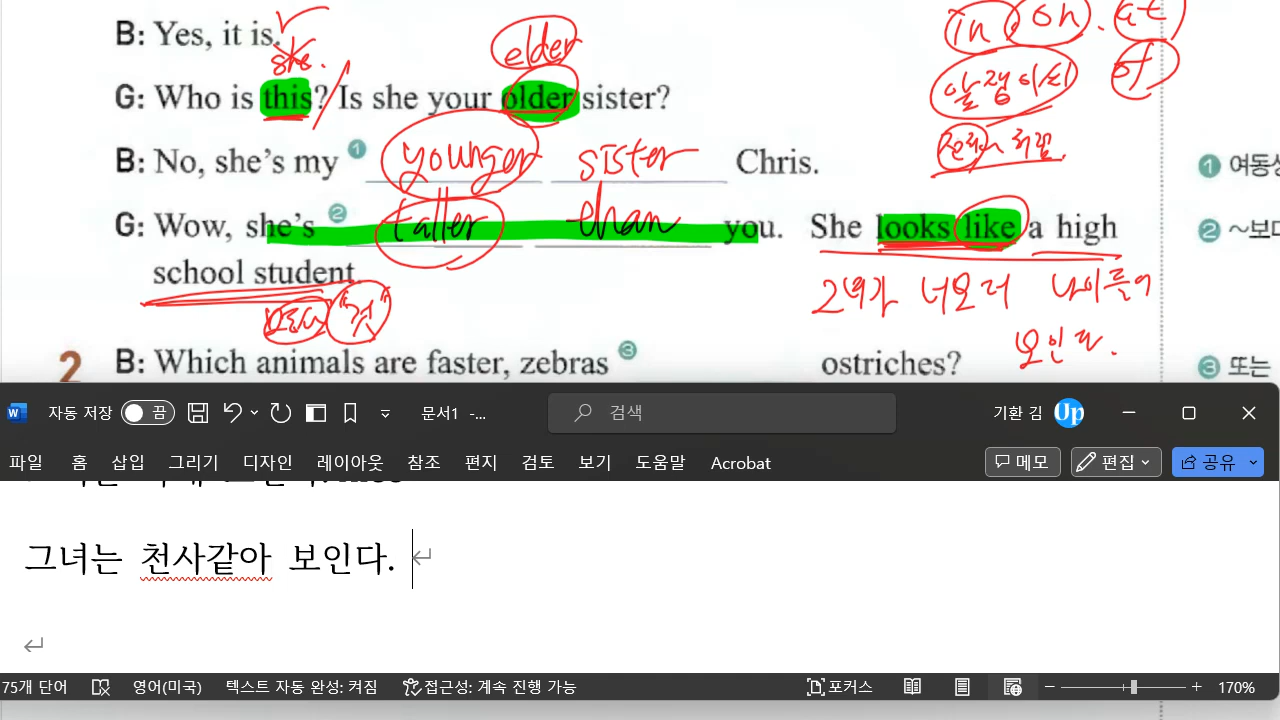 in, on. at
B: Yes, it is.
she.
elder
of
G: Who is this? Is she your older sister?
B: No, she's my ① younger sister Chris.
① 여동생
G: Wow, she's ② taller than you. She looks like a high
② ~보다
school student
그녀가 너보다 나이들어
"것"
보인다.
2 B: Which animals are faster, zebras ③ ostriches?
③ 또는
자동 저장 끔 문서1 -... 검색 기환 김 Up
파일 홈 삽입 그리기 디자인 레이아웃 참조 편지 검토 보기 도움말 Acrobat 메모 편집 공유
그녀는 천사같아 보인다.
75개 단어 영어(미국) 텍스트 자동 완성: 켜짐 접근성: 계속 진행 가능 포커스 170%